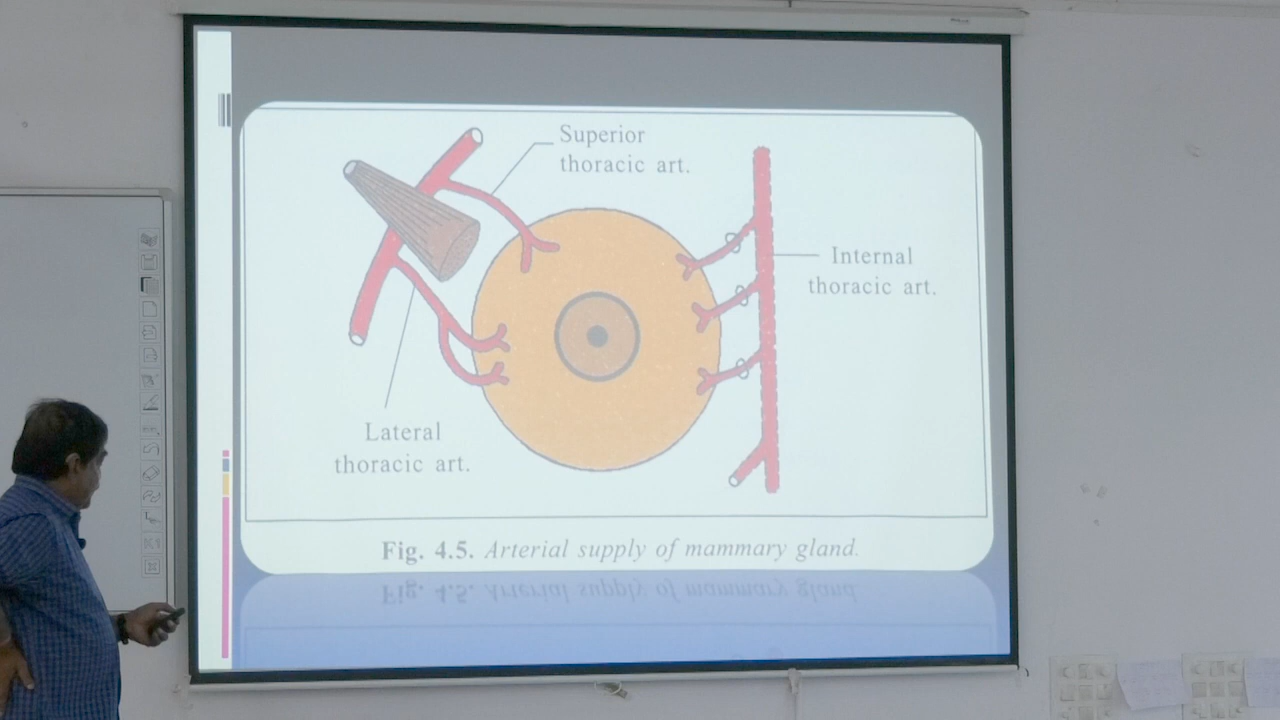 Superior
thoracic art.
Internal
thoracic art.
Lateral
thoracic art.
Fig. 4.5. Arterial supply of mammary gland.